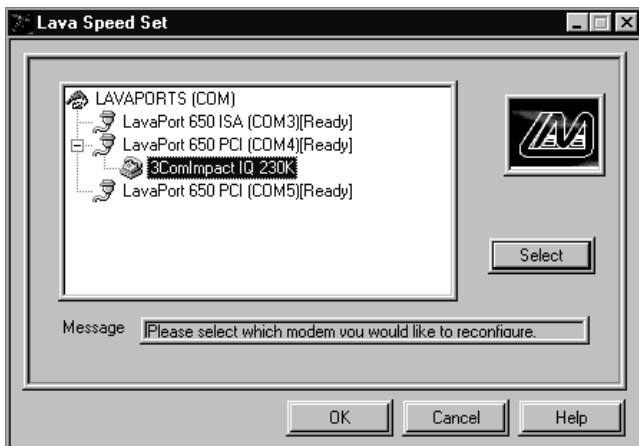 Lava Speed Set
LAVAPORTS (COM)
LavaPort 650 ISA (COM3)[Ready]
LavaPort 650 PCI (COM4)[Ready]
3ComImpact IQ 230K
LavaPort 650 PCI (COM5)[Ready]
Select
Message
Please select which modem you would like to reconfigure.
OK
Cancel
Help